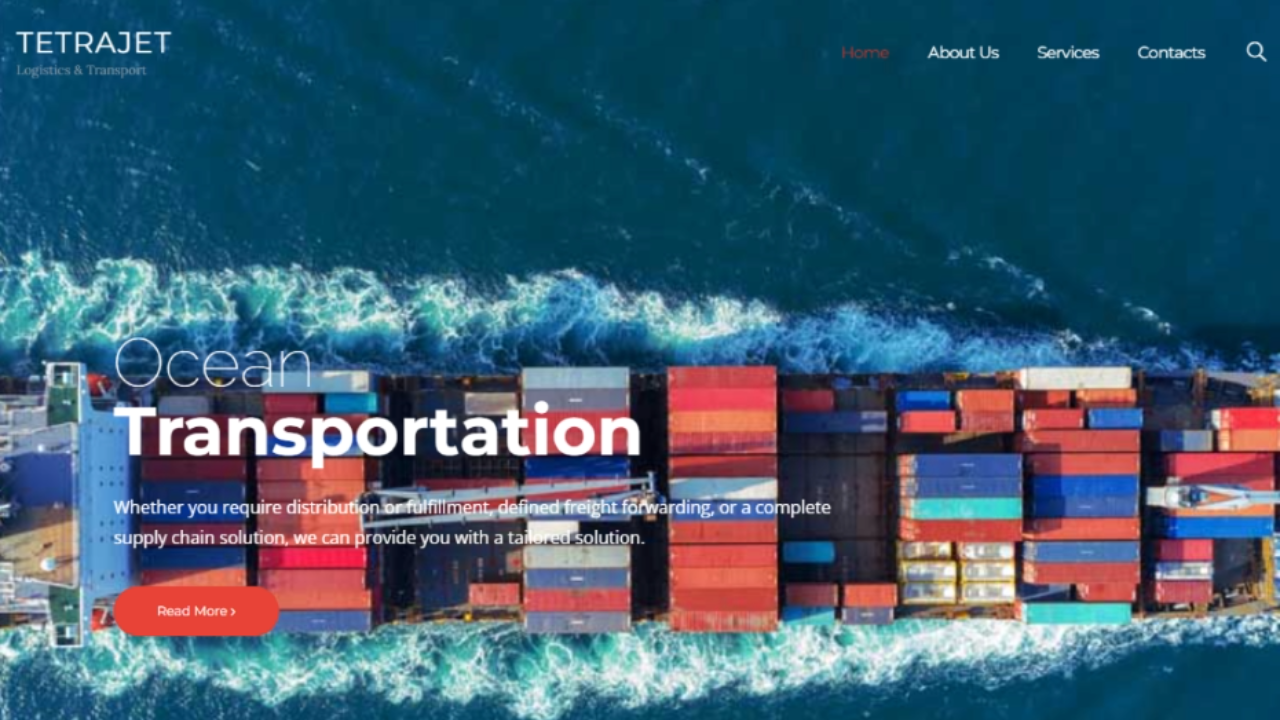 TETRAJET
Logistics & Transport
Home About Us Services Contacts
Ocean
Transportation
Whether you require distribution or fulfillment, defined freight forwarding, or a complete
supply chain solution, we can provide you with a tailored solution.
Read More ›